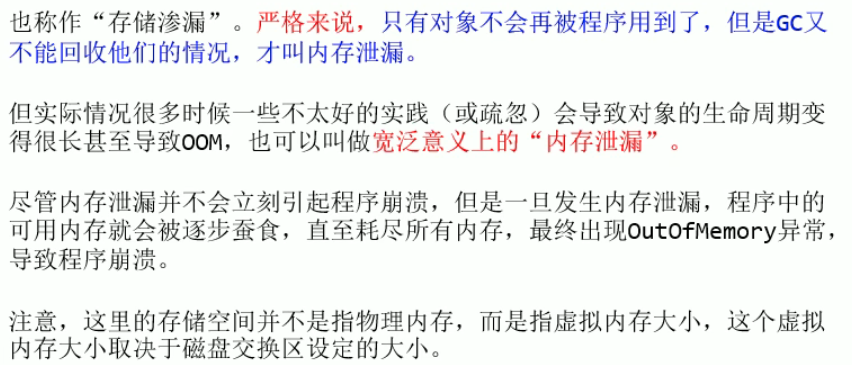 也称作“存储渗漏”。严格来说，只有对象不会再被程序用到了，但是GC又
不能回收他们的情况，才叫内存泄漏。
但实际情况很多时候一些不太好的实践（或疏忽）会导致对象的生命周期变
得很长甚至导致OOM，也可以叫做宽泛意义上的“内存泄漏”。
尽管内存泄漏并不会立刻引起程序崩溃，但是一旦发生内存泄漏，程序中的
可用内存就会被逐步蚕食，直至耗尽所有内存，最终出现OutOfMemory异常，
导致程序崩溃。
注意，这里的存储空间并不是指物理内存，而是指虚拟内存大小，这个虚拟
内存大小取决于磁盘交换区设定的大小。